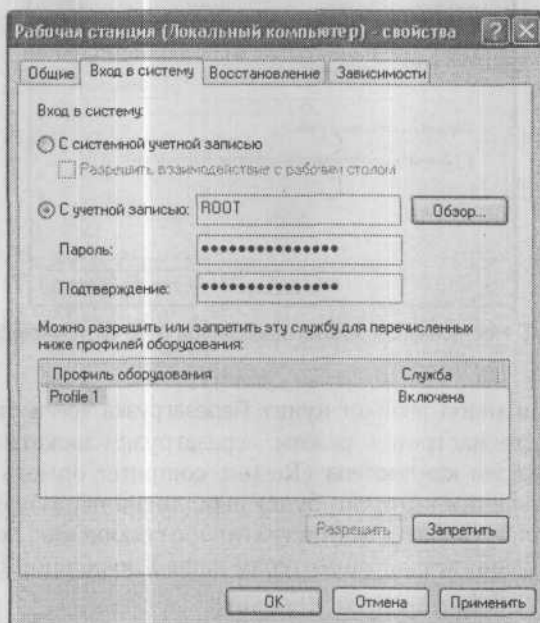 Рабочая станция (Локальный компьютер) - свойства
Общие Вход в систему Восстановление Зависимости
Вход в систему:
С системной учетной записью
Разрешить взаимодействие с рабочим столом
С учетной записью: ROOT Обзор...
Пароль: •••••••••••••••
Подтверждение: •••••••••••••••
Можно разрешить или запретить эту службу для перечисленных
ниже профилей оборудования:
Профиль оборудования Служба
Profile 1 Включена
Разрешить Запретить
OK Отмена Применить